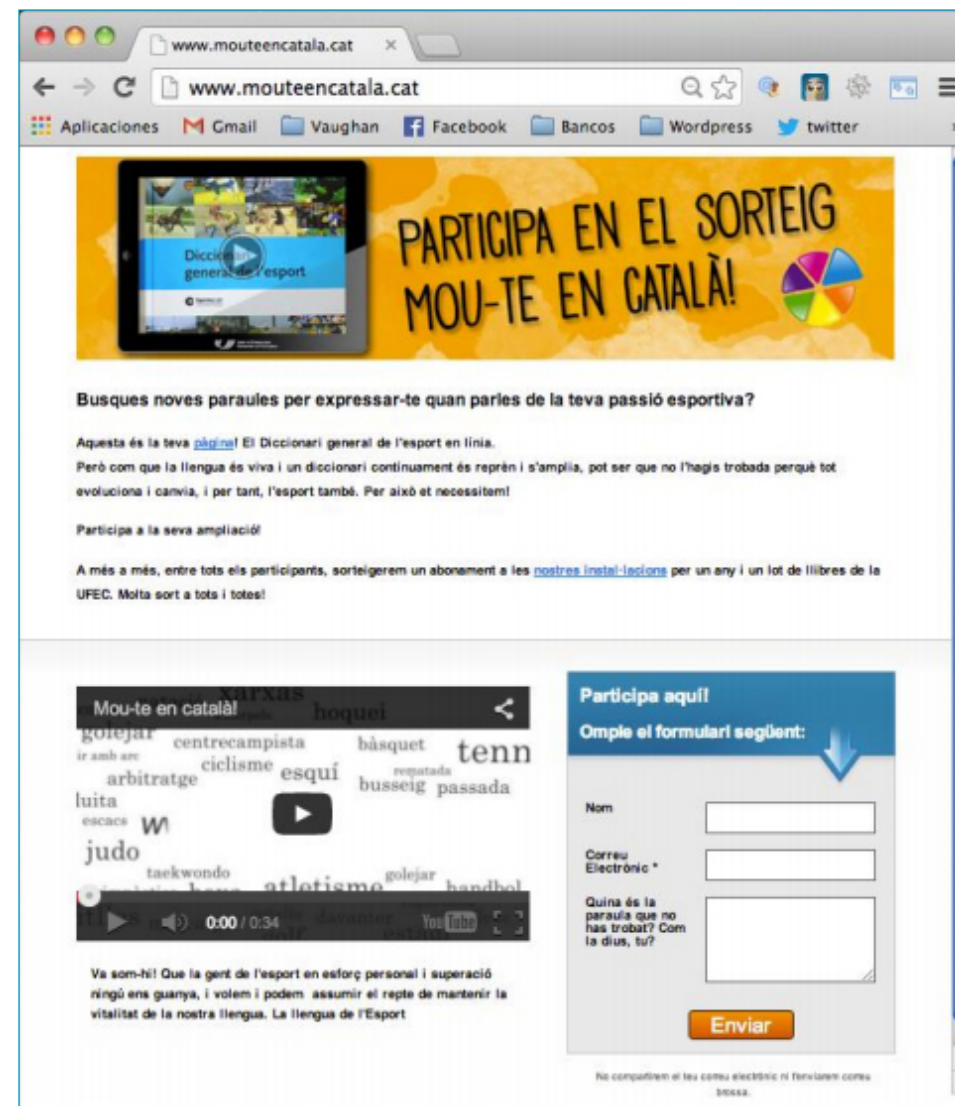 www.mouteencatala.cat
www.mouteencatala.cat
Aplicaciones Gmail Vaughan Facebook Bancos Wordpress twitter
Diccionari
general de l'esport
PARTICIPA EN EL SORTEIG
MOU-TE EN CATALÀ!
Busques noves paraules per expressar-te quan parles de la teva passió esportiva?
Aquesta és la teva pàgina! El Diccionari general de l'esport en línia.
Però com que la llengua és viva i un diccionari contínuament és reprèn i s'amplia, pot ser que no l'hagis trobada perquè tot
evoluciona i canvia, i per tant, l'esport també. Per això et necessitem!
Participa a la seva ampliació!
A més a més, entre tots els participants, sorteigerem un abonament a les nostres instal·lacions per un any i un lot de llibres de la
UFEC. Molta sort a tots i totes!
Mou-te en català!
xarxas
hoquei
golejar
centrecampista
bàsquet
tenn
ir amb arc
ciclisme
esquí
rematada
arbitratge
busseig
passada
luita
escacs
judo
taekwondo
golejar
atletisme
handbol
0:00 / 0:34
YouTube
davanter
golf
Va som-hi! Que la gent de l'esport en esforç personal i superació
ningú ens guanya, i volem i podem assumir el repte de mantenir la
vitalitat de la nostra llengua. La llengua de l'Esport
Participa aquí!
Omple el formulari següent:
Nom
Correu
Electrònic *
Quina és la
paraula que no
has trobat? Com
la dius, tu?
Enviar
No compartirem el teu correu electrònic ni t'enviarem correu
brossa.